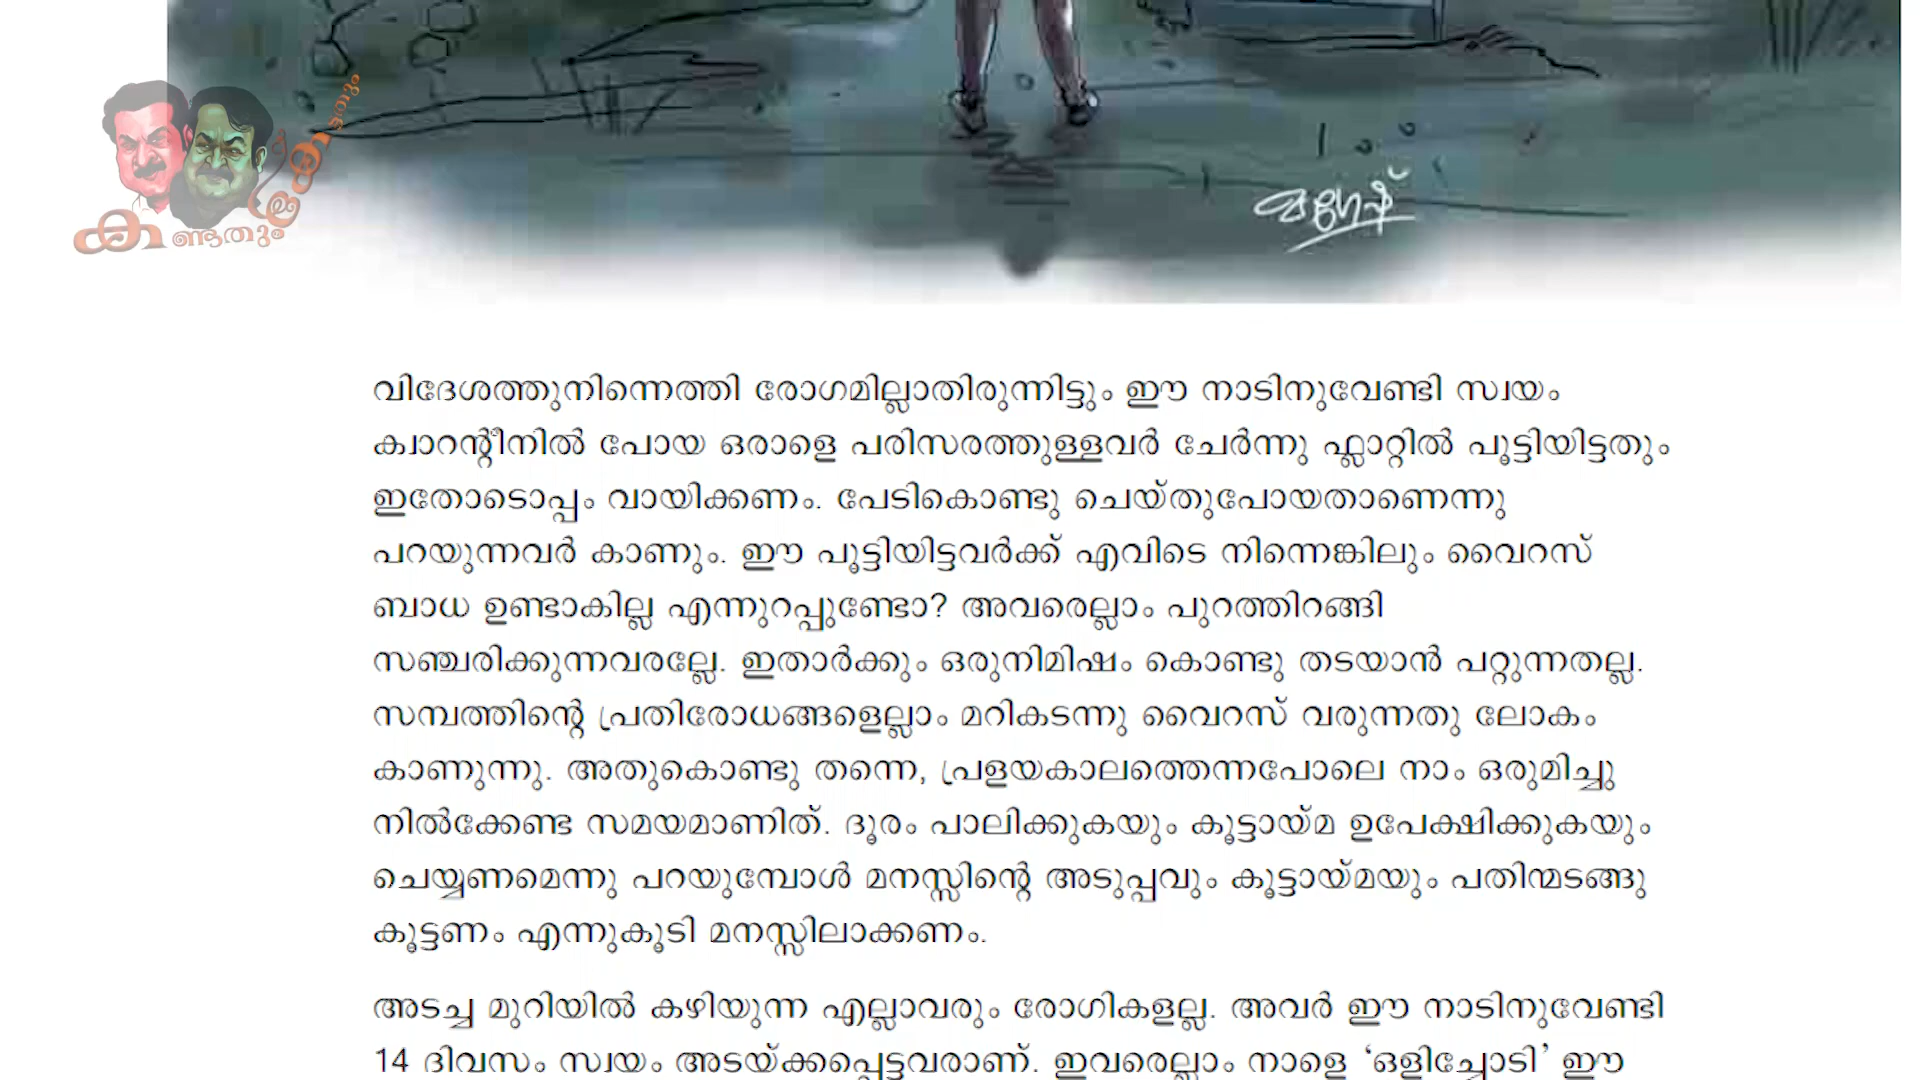 കണ്ടതും
കേട്ടതും
വിദേശത്തുനിന്നെത്തി രോഗമില്ലാതിരുന്നിട്ടും ഈ നാടിനുവേണ്ടി സ്വയം
ക്വാറന്റീനിൽ പോയ ഒരാളെ പരിസരത്തുള്ളവർ ചേർന്നു ഫ്ലാറ്റിൽ പൂട്ടിയിട്ടതും
ഇതോടൊപ്പം വായിക്കണം. പേടികൊണ്ടു ചെയ്തുപോയതാണെന്നു
പറയുന്നവർ കാണും. ഈ പൂട്ടിയിട്ടവർക്ക് എവിടെ നിന്നെങ്കിലും വൈറസ്
ബാധ ഉണ്ടാകില്ല എന്നുറപ്പുണ്ടോ? അവരെല്ലാം പുറത്തിറങ്ങി
സഞ്ചരിക്കുന്നവരല്ലേ. ഇതാർക്കും ഒരുനിമിഷം കൊണ്ടു തടയാൻ പറ്റുന്നതല്ല.
സമ്പത്തിന്റെ പ്രതിരോധങ്ങളെല്ലാം മറികടന്നു വൈറസ് വരുന്നതു ലോകം
കാണുന്നു. അതുകൊണ്ടു തന്നെ, പ്രളയകാലത്തെന്നപോലെ നാം ഒരുമിച്ചു
നിൽക്കേണ്ട സമയമാണിത്. ദൂരം പാലിക്കുകയും കൂട്ടായ്മ ഉപേക്ഷിക്കുകയും
ചെയ്യണമെന്നു പറയുമ്പോൾ മനസ്സിന്റെ അടുപ്പവും കൂട്ടായ്മയും പതിന്മടങ്ങു
കൂട്ടണം എന്നുകൂടി മനസ്സിലാക്കണം.
അടച്ച മുറിയിൽ കഴിയുന്ന എല്ലാവരും രോഗികളല്ല. അവർ ഈ നാടിനുവേണ്ടി
14 ദിവസം സ്വയം അടയ്ക്കപ്പെട്ടവരാണ്. ഇവരെല്ലാം നാളെ ‘ഒളിച്ചോടി’ ഈ